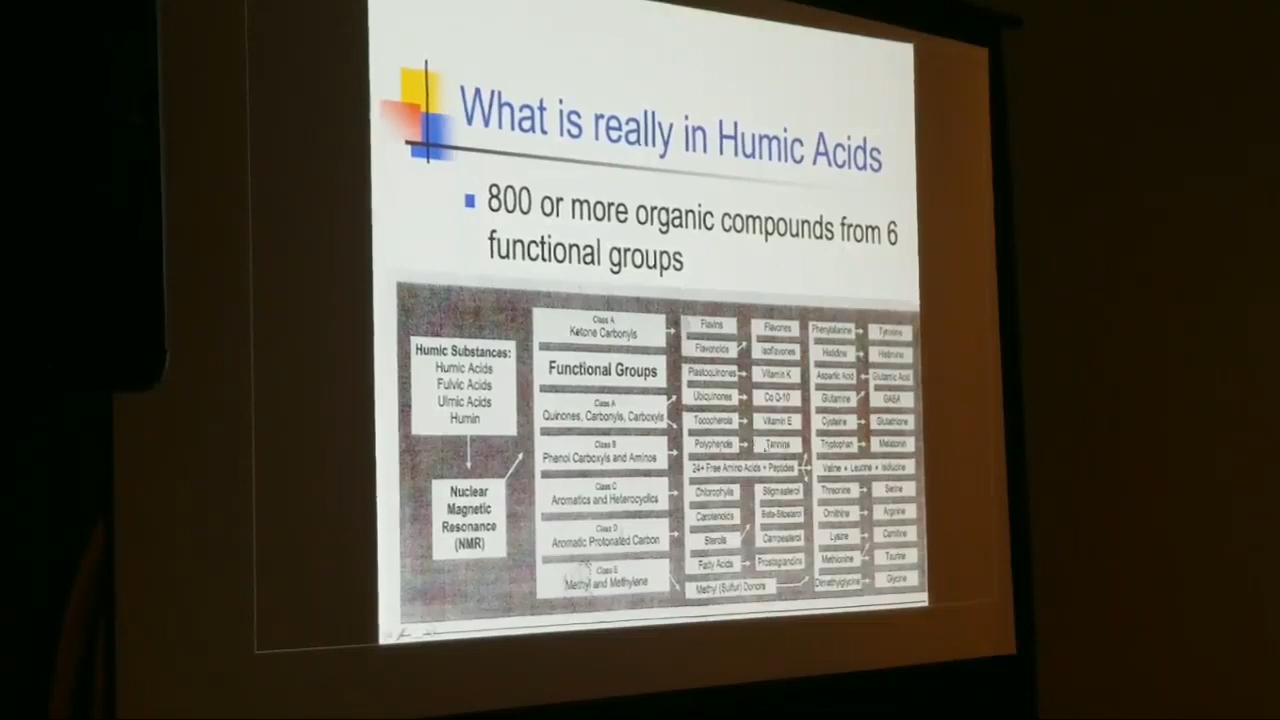 What is really in Humic Acids
800 or more organic compounds from 6
functional groups
Humic Substances:
Humic Acids
Fulvic Acids
Ulmic Acids
Humin
Nuclear
Magnetic
Resonance
(NMR)
Class A
Ketone Carbonyls
Functional Groups
Class A
Quinones, Carbonyls, Carboxyls
Class B
Phenol Carboxyls and Aminos
Class C
Aromatics and Heterocyclics
Class D
Aromatic Protonated Carbon
Class E
Methyl and Methylene
Flavins
Flavonoids
Plastoquinones
Ubiquinones
Tocopherols
Polyphenols
24+ Free Amino Acids + Peptides
Chlorophylls
Carotenoids
Sterols
Fatty Acids
Methyl (Sulfur) Donors
Flavones
Isoflavones
Vitamin K
Co Q-10
Vitamin E
Tannins
Stigmasterol
Beta-Sitosterol
Campesterol
Prostaglandins
Phenylalanine
Histidine
Aspartic Acid
Glutamine
Cysteine
Tryptophan
Valine + Leucine + Isoleucine
Threonine
Ornithine
Lysine
Methionine
Dimethylglycine
Tyrosine
Histamine
Glutamic Acid
GABA
Glutathione
Melatonin
Serine
Arginine
Carnitine
Taurine
Glycine